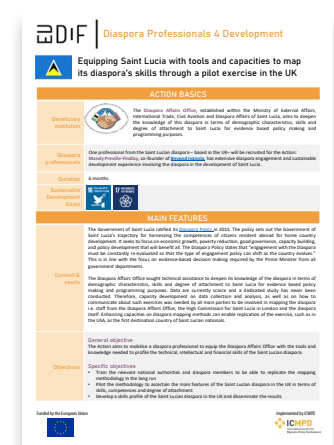 EUDiF
Diaspora Professionals 4 Development
Equipping Saint Lucia with tools and capacities to map
its diaspora's skills through a pilot exercise in the UK
ACTION BASICS
Beneficiary
institution
The Diaspora Affairs Office, established within the Ministry of External Affairs,
International Trade, Civil Aviation and Diaspora Affairs of Saint Lucia, aims to deepen
the knowledge of this diaspora in terms of demographic characteristics, skills and
degree of attachment to Saint Lucia for evidence based policy making and
programming purposes.
Diaspora
professionals
One professional from the Saint Lucian diaspora – based in the UK– will be recruited for the Action:
Mandy Preville-Findlay, co-founder of Beyond Isangls, has extensive diaspora engagement and sustainable
development experience involving the diaspora in the development of Saint Lucia.
Duration
6 months
Sustainable
Development
Goals
MAIN FEATURES
Context &
needs
The Government of Saint Lucia ratified its Diaspora Policy in 2015. The policy sets out the Government of
Saint Lucia's trajectory for harnessing the competences of citizens resident abroad for home country
development. It seeks to focus on economic growth, poverty reduction, good governance, capacity building,
and policy development that will benefit all. The Diaspora Policy states that "engagement with the diaspora
must be constantly re-evaluated so that the type of engagement policy can shift as the country evolves."
This is in line with the focus on evidence-based decision making required by the Prime Minister from all
government departments.
The Diaspora Affairs Office sought technical assistance to deepen its knowledge of the diaspora in terms of
demographic characteristics, skills and degree of attachment to Saint Lucia for evidence based policy
making and programming purposes. Data are currently scarce and a dedicated study has never been
conducted. Therefore, capacity development on data collection and analysis, as well as on how to
communicate about such exercises was needed by all main parties to be involved in mapping the diaspora
i.e. staff from the Diaspora Affairs Office, the High Commission for Saint Lucia in London and the diaspora
itself. Enhancing capacities on diaspora mapping methods can enable replication of the exercise, such as in
the USA, as the first destination country of Saint Lucian nationals.
Objectives
General objective
The Action aims to mobilise a diaspora professional to equip the Diaspora Affairs Office with the tools and
knowledge needed to profile the technical, intellectual and financial skills of the Saint Lucian diaspora.
Specific objectives
• Train the relevant national authorities and diaspora members to be able to replicate the mapping
methodology in the long run
• Pilot the methodology to ascertain the main features of the Saint Lucian diaspora in the UK in terms of
skills, competences and degree of attachment
• Develop a skills profile of the Saint Lucian diaspora in the UK and disseminate the results
Funded by the European Union
Implemented by ICMPD
ICMPD